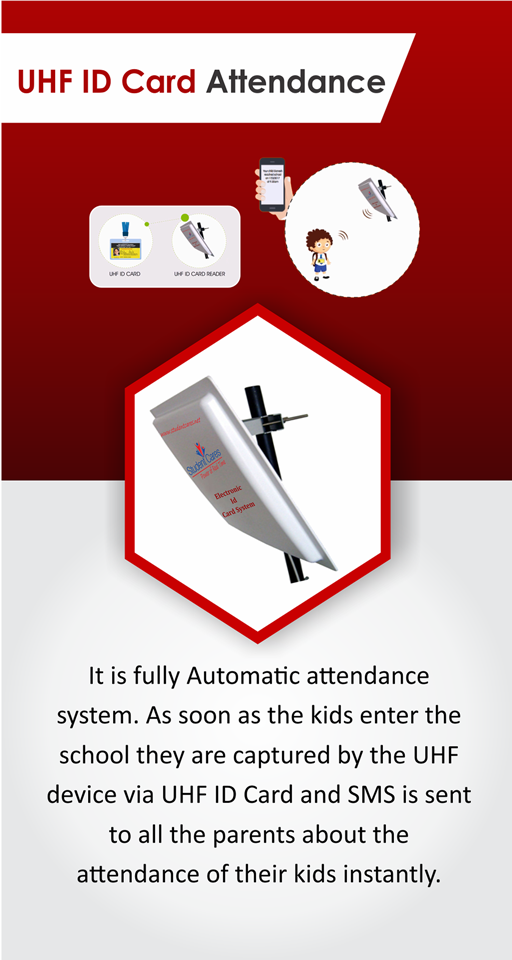 UHF ID Card Attendance
UHF ID CARD
UHF ID CARD READER
Student Cares
Electronic
Id
Card System
It is fully Automatic attendance
system. As soon as the kids enter the
school they are captured by the UHF
device via UHF ID Card and SMS is sent
to all the parents about the
attendance of their kids instantly.